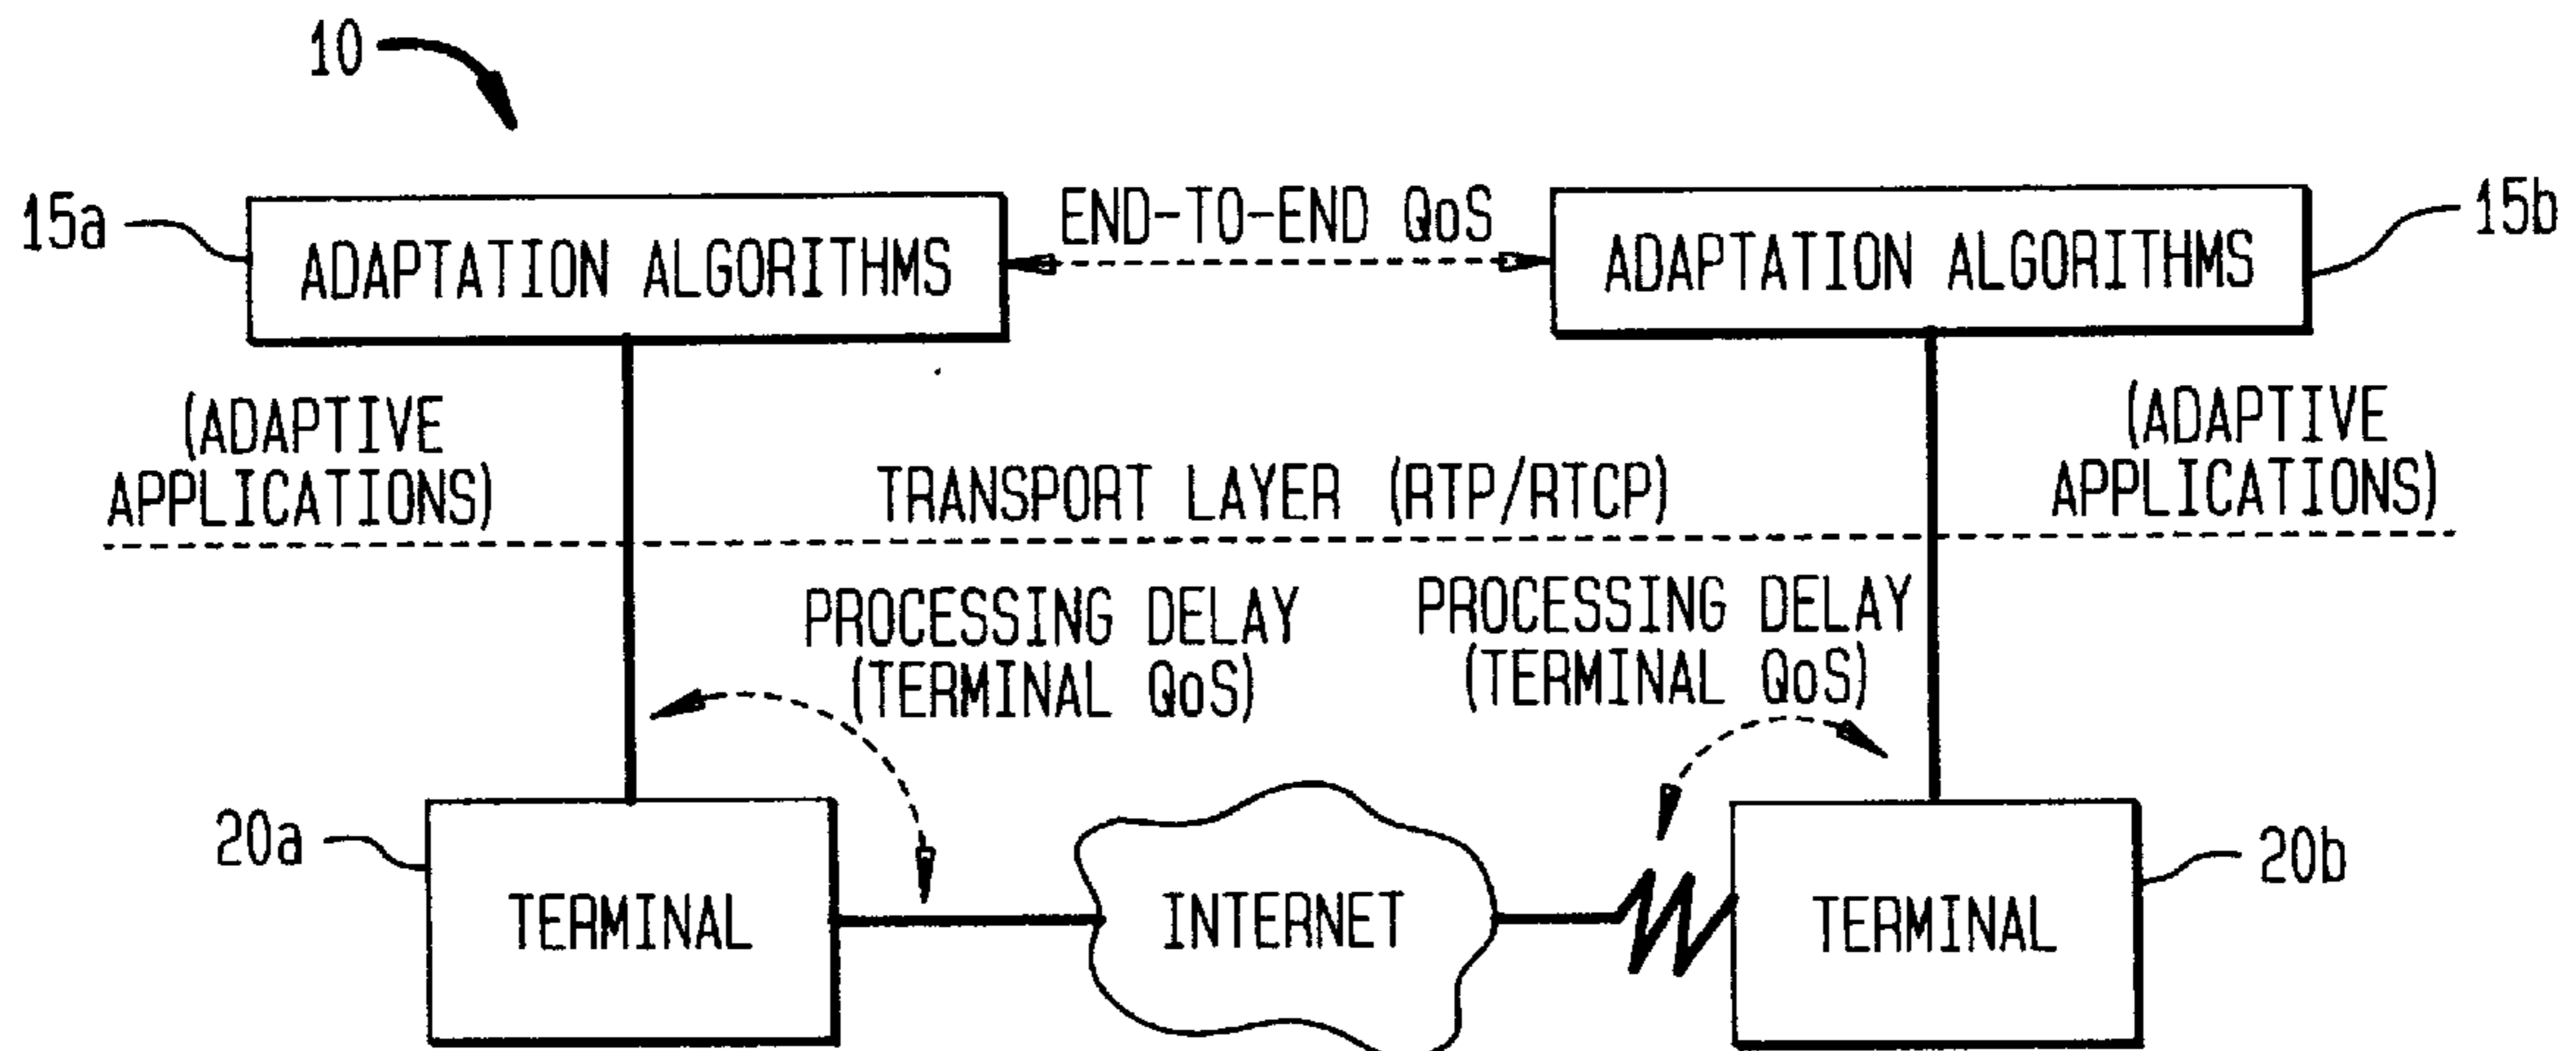 10
15a
ADAPTATION ALGORITHMS
END-TO-END QoS
ADAPTATION ALGORITHMS
15b
(ADAPTIVE
APPLICATIONS)
TRANSPORT LAYER (RTP/RTCP)
(ADAPTIVE
APPLICATIONS)
PROCESSING DELAY
(TERMINAL QoS)
PROCESSING DELAY
(TERMINAL QoS)
20a
TERMINAL
INTERNET
TERMINAL
20b